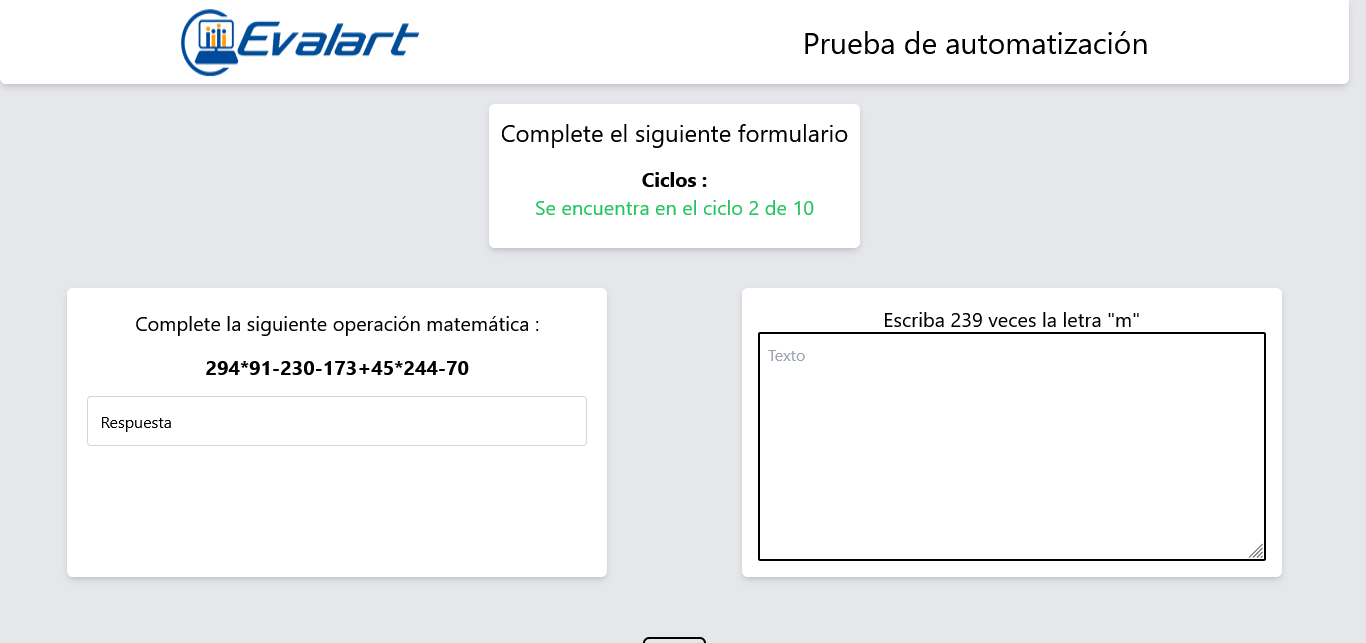 Evalart
Prueba de automatización
Complete el siguiente formulario
Ciclos :
Se encuentra en el ciclo 2 de 10
Complete la siguiente operación matemática :
294*91-230-173+45*244-70
Respuesta
Escriba 239 veces la letra "m"
Texto